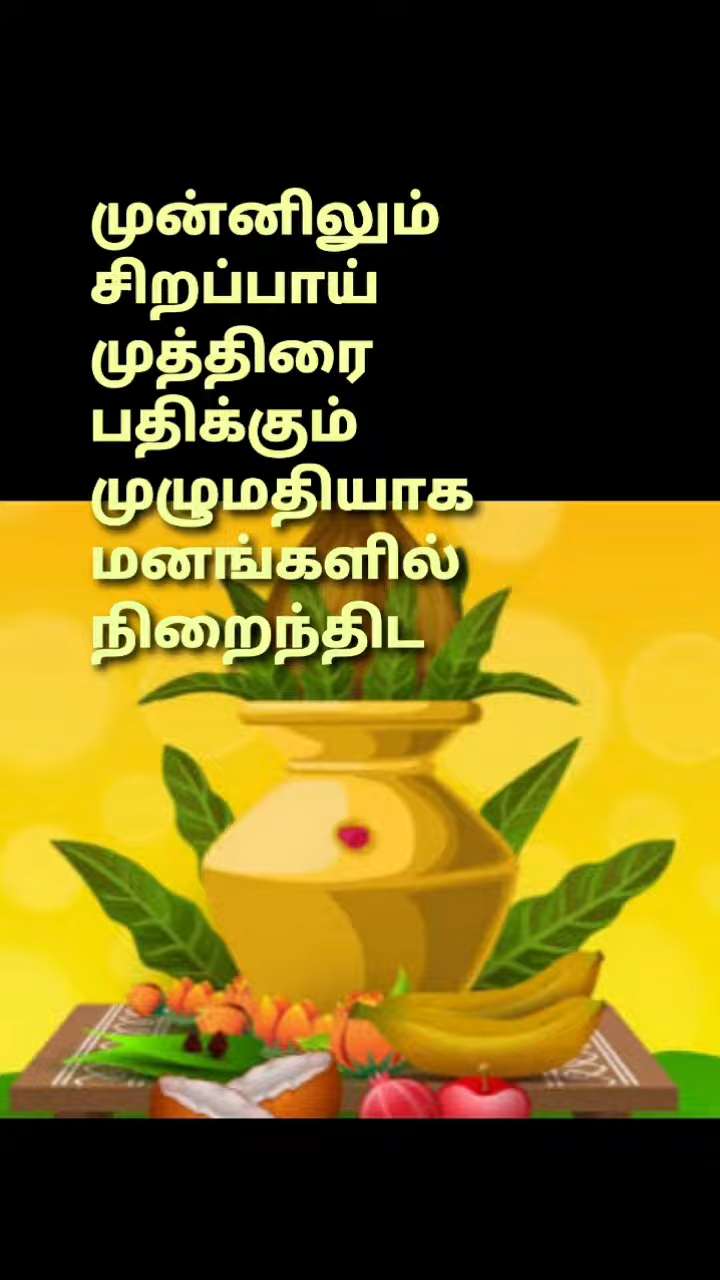 முன்னிலும்
சிறப்பாய்
முத்திரை
பதிக்கும்
முழுமதியாக
மனங்களில்
நிறைந்திட